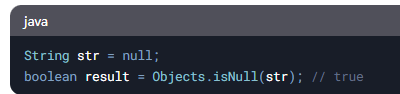 java
String str = null;
boolean result = Objects.isNull(str); // true